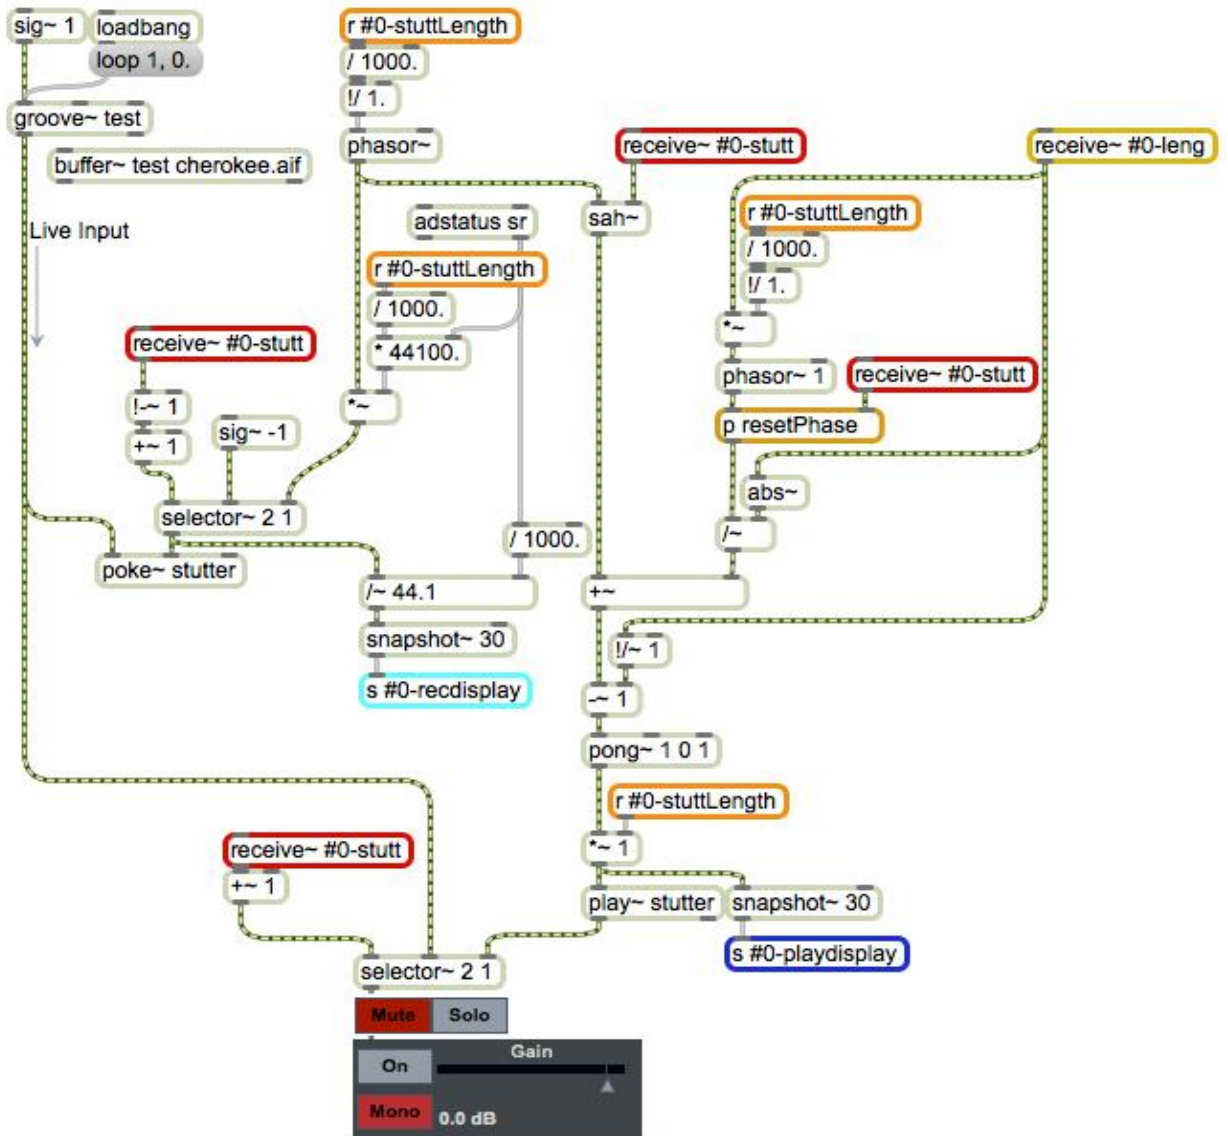 sig~ 1
loadbang
loop 1, 0.
groove~ test
buffer~ test cherokee.aif
Live Input
r #0-stuttLength
/ 1000.
!/ 1.
phasor~
receive~ #0-stutt
receive~ #0-leng
sah~
adstatus sr
r #0-stuttLength
/ 1000.
* 44100.
*~
r #0-stuttLength
/ 1000.
!/ 1.
*~
phasor~ 1
receive~ #0-stutt
p resetPhase
abs~
/~
receive~ #0-stutt
!-~ 1
+~ 1
sig~ -1
selector~ 2 1
poke~ stutter
/ 1000.
/~ 44.1
snapshot~ 30
s #0-recdisplay
+~
!/~ 1
-~ 1
pong~ 1 0 1
r #0-stuttLength
*~ 1
play~ stutter
snapshot~ 30
s #0-playdisplay
receive~ #0-stutt
+~ 1
selector~ 2 1
Mute
Solo
On
Gain
Mono
0.0 dB